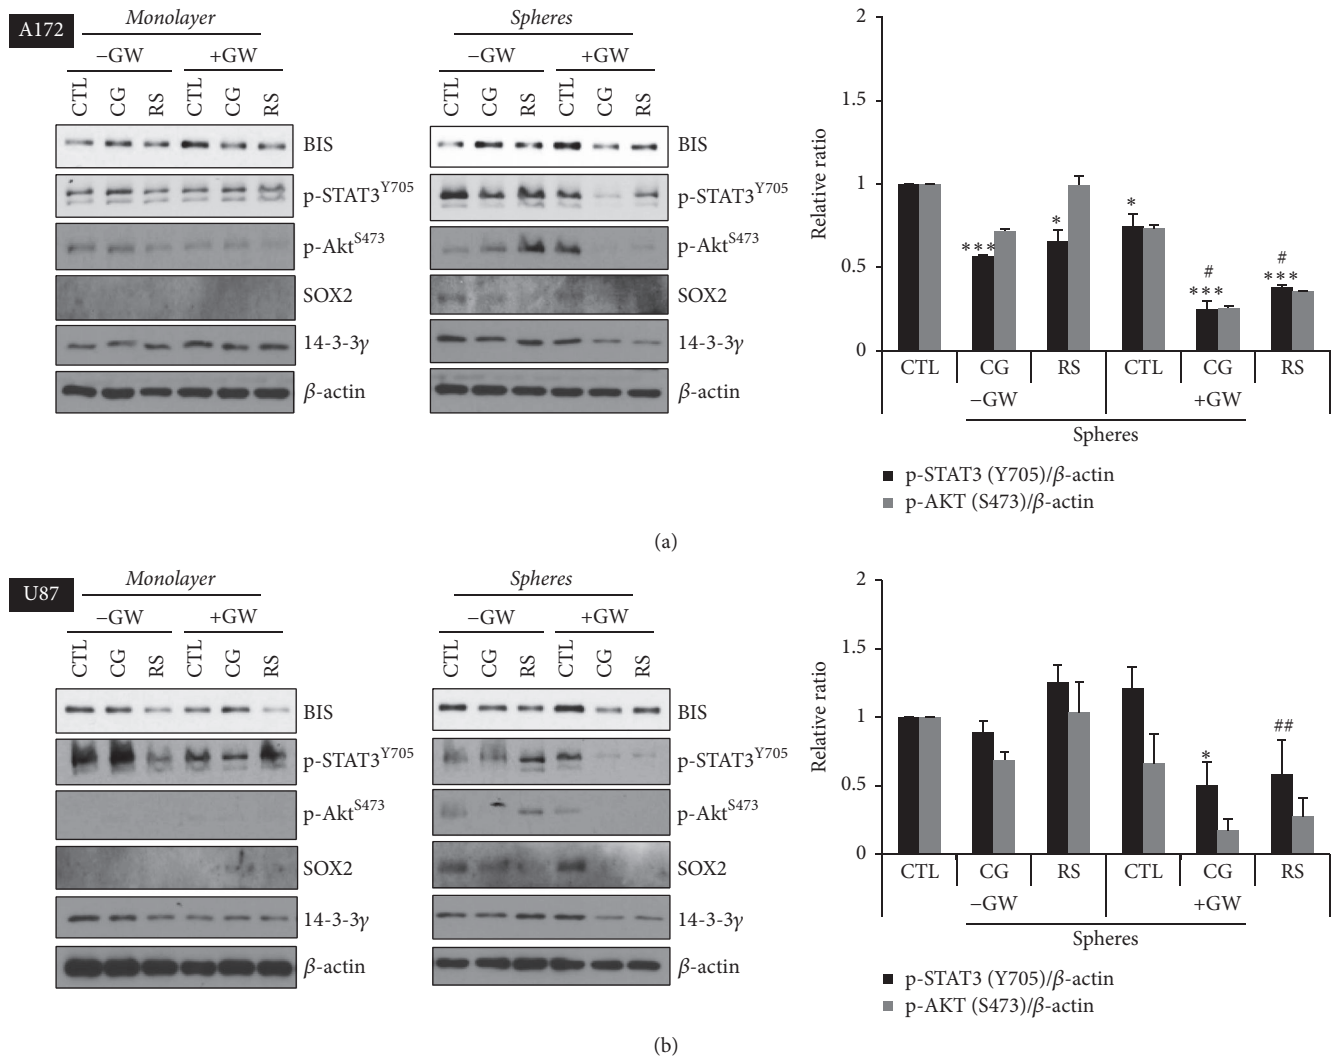 A172
Monolayer
Spheres
−GW
+GW
−GW
+GW
CTL
CG
RS
CTL
CG
RS
CTL
CG
RS
CTL
CG
RS
BIS
BIS
p-STAT3Y705
p-STAT3Y705
p-AktS473
p-AktS473
SOX2
SOX2
14-3-3γ
14-3-3γ
β-actin
β-actin
Relative ratio
2
1.5
1
0.5
0
***
*
*
#
***
#
***
CTL
CG
RS
CTL
CG
RS
−GW
+GW
Spheres
p-STAT3 (Y705)/β-actin
p-AKT (S473)/β-actin
(a)
U87
Monolayer
Spheres
−GW
+GW
−GW
+GW
CTL
CG
RS
CTL
CG
RS
CTL
CG
RS
CTL
CG
RS
BIS
BIS
p-STAT3Y705
p-STAT3Y705
p-AktS473
p-AktS473
SOX2
SOX2
14-3-3γ
14-3-3γ
β-actin
β-actin
Relative ratio
2
1.5
1
0.5
0
*
##
CTL
CG
RS
CTL
CG
RS
−GW
+GW
Spheres
p-STAT3 (Y705)/β-actin
p-AKT (S473)/β-actin
(b)